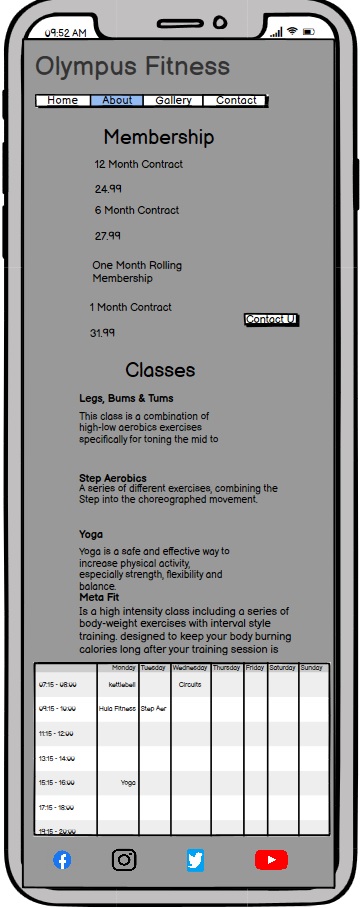 09:52 AM
Olympus Fitness
Home About Gallery Contact
Membership
12 Month Contract
24.99
6 Month Contract
27.99
One Month Rolling
Membership
1 Month Contract
31.99
Contact U
Classes
Legs, Bums & Tums
This class is a combination of
high-low aerobics exercises
specifically for toning the mid to
Step Aerobics
A series of different exercises, combining the
Step into the choreographed movement.
Yoga
Yoga is a safe and effective way to
increase physical activity,
especially strength, flexibility and
balance.
Meta Fit
Is a high intensity class including a series of
body-weight exercises with interval style
training. designed to keep your body burning
calories long after your training session is
Monday Tuesday Wednesday Thursday Friday Saturday Sunday
07:15 - 08:00 kettlebell Circuits
09:15 - 10:00 Hula Fitness Step Aer
11:15 - 12:00
13:15 - 14:00
15:15 - 16:00 Yoga
17:15 - 18:00
19:15 - 20:00